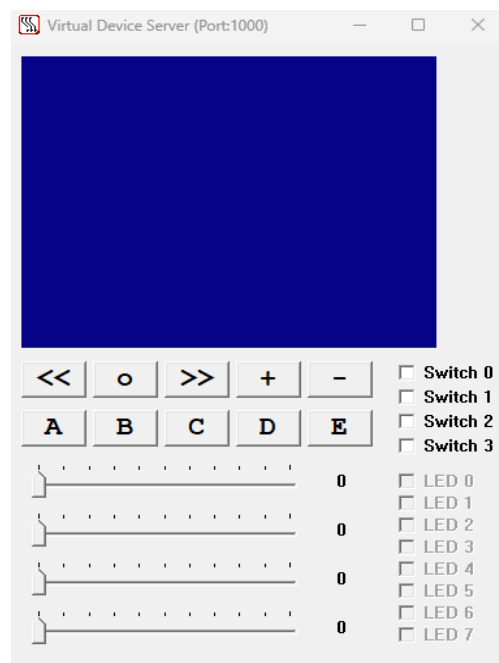 Virtual Device Server (Port:1000)
<< o >> + -
Switch 0
Switch 1
A B C D E
Switch 2
Switch 3
0
LED 0
LED 1
0
LED 2
LED 3
0
LED 4
LED 5
0
LED 6
LED 7